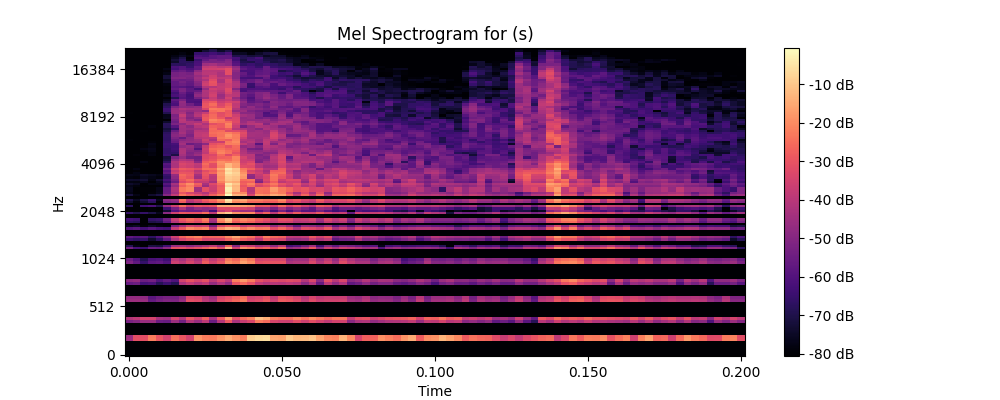 Mel Spectrogram for (s)
16384
8192
4096
2048
1024
512
0
Hz
0.000
0.050
0.100
0.150
0.200
Time
-10 dB
-20 dB
-30 dB
-40 dB
-50 dB
-60 dB
-70 dB
-80 dB